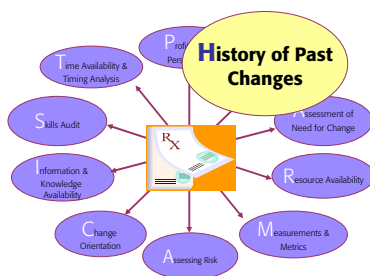 History of Past
Changes
Time Availability &
Timing Analysis
Skills Audit
Assessment of
Need for Change
RX
Information &
Knowledge
Availability
Resource Availability
Change
Orientation
Measurements &
Metrics
Assessing Risk